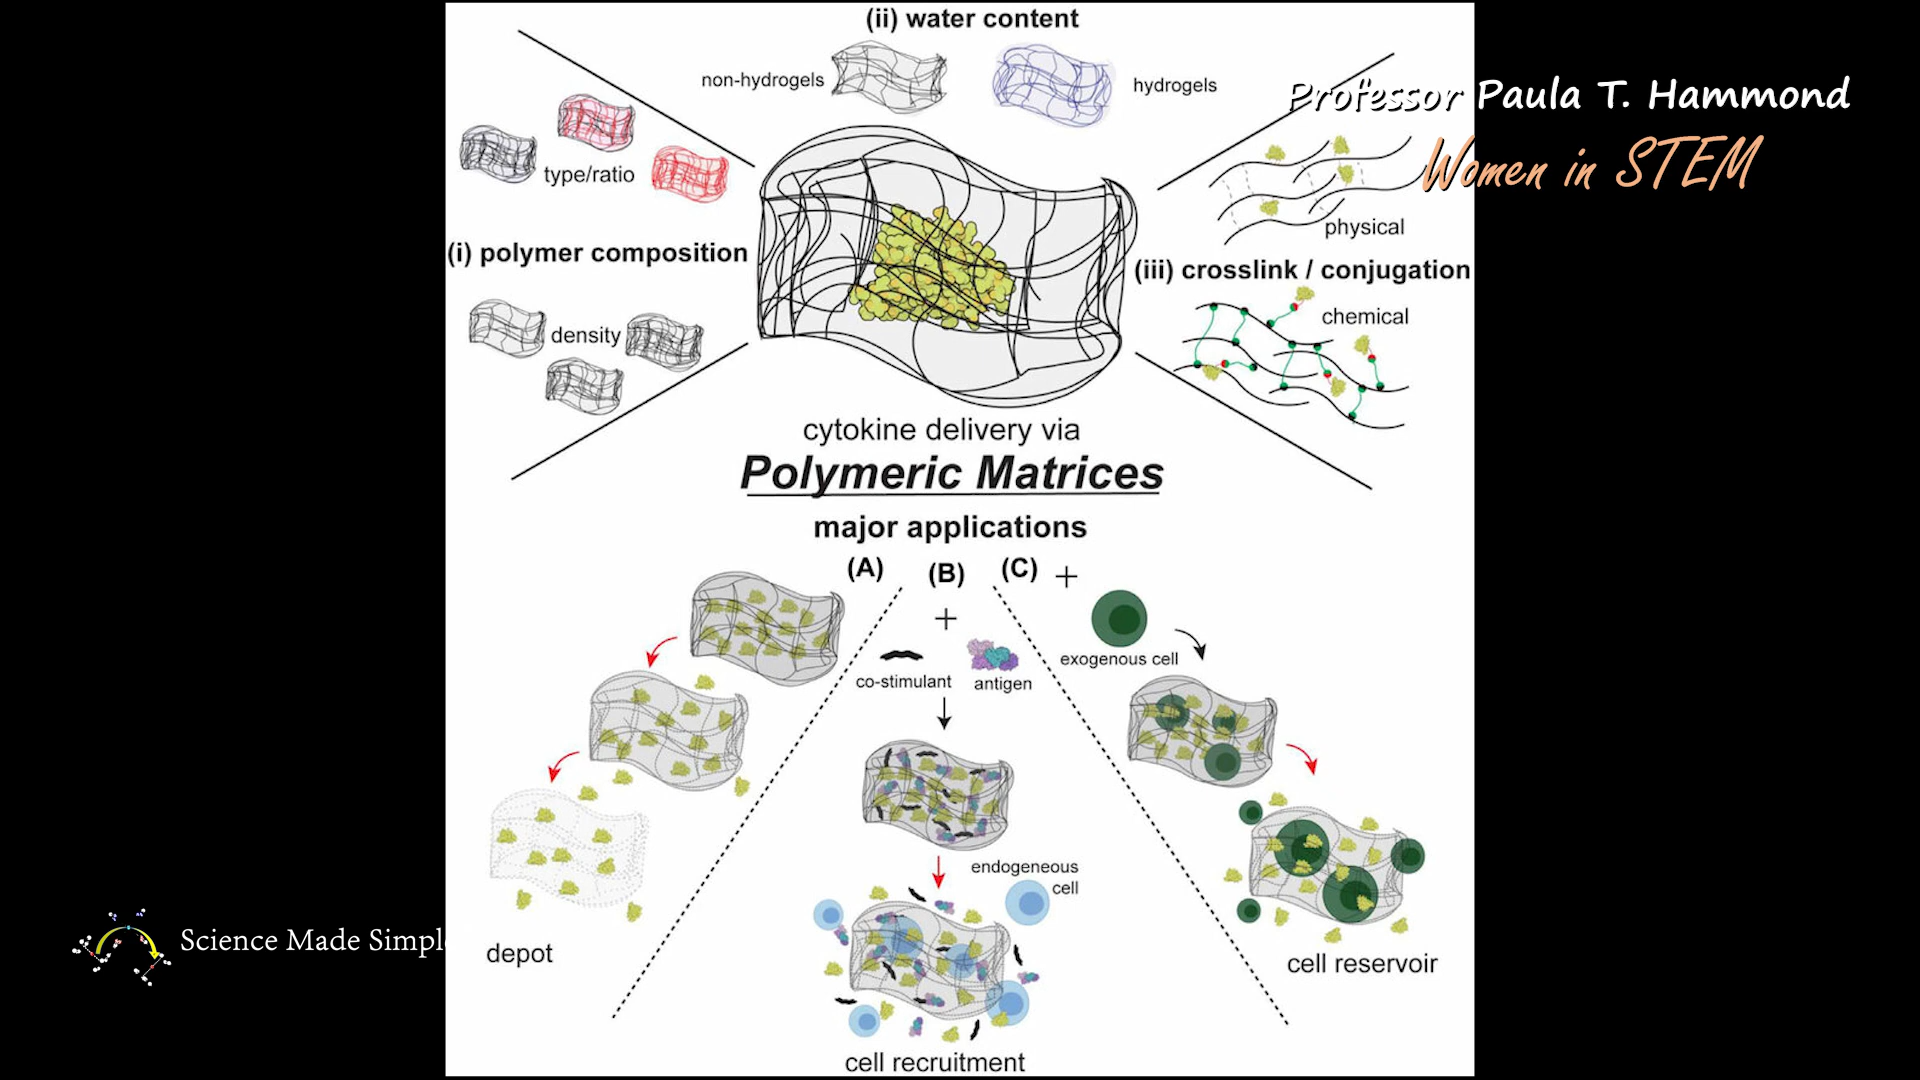 (ii) water content
non-hydrogels
hydrogels
Professor Paula T. Hammond
Women in STEM
type/ratio
(i) polymer composition
density
physical
(iii) crosslink / conjugation
chemical
cytokine delivery via
Polymeric Matrices
major applications
(A)
(B)
(C)
+
+
exogenous cell
co-stimulant
antigen
endogeneous
cell
Science Made Simple
depot
cell reservoir
cell recruitment